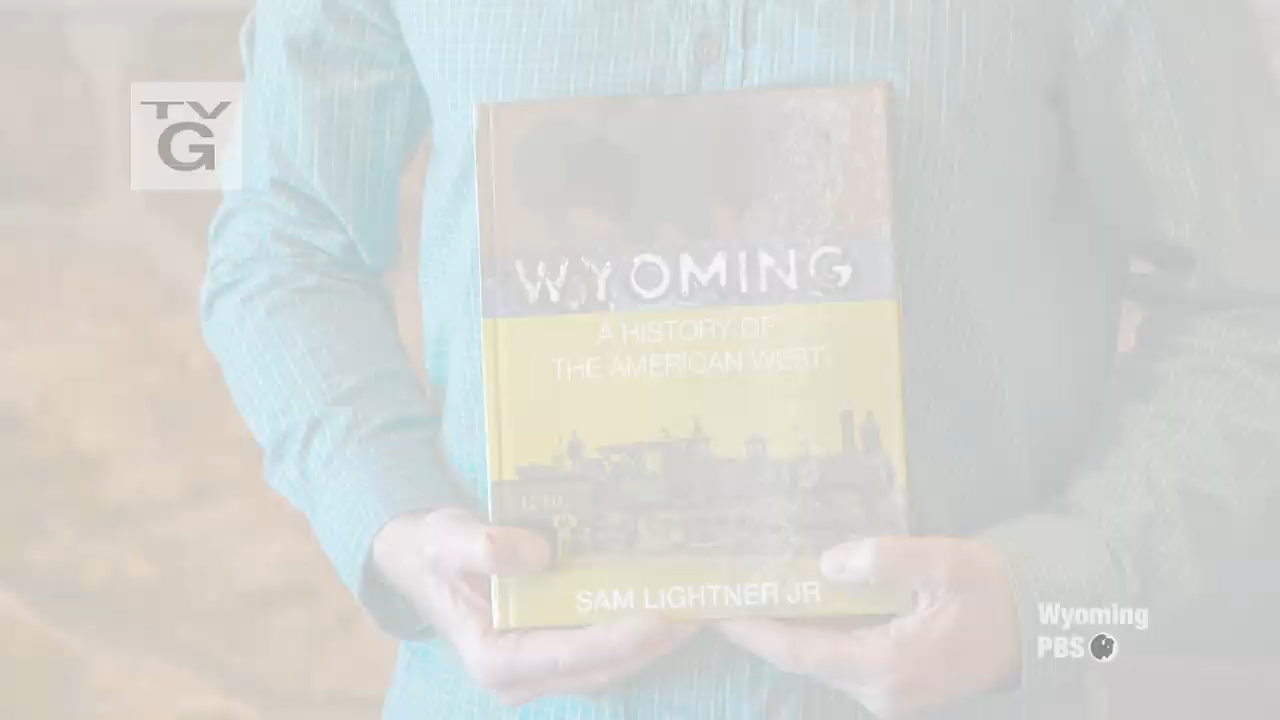 TV
G
WYOMING
A HISTORY OF
THE AMERICAN WEST
SAM LIGHTNER JR
Wyoming
PBS